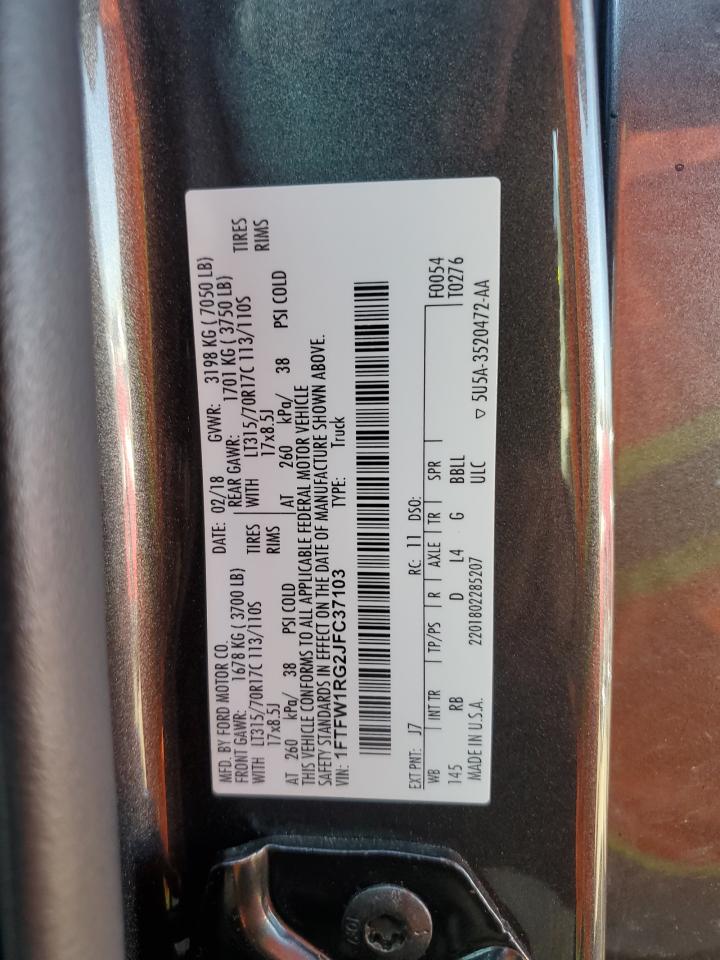 MFD. BY FORD MOTOR CO.
DATE: 02/18 GVWR: 3198 KG ( 7050 LB)
FRONT GAWR: 1678 KG ( 3700 LB) REAR GAWR: 1701 KG ( 3750 LB)
WITH LT315/70R17C 113/110S TIRES WITH LT315/70R17C 113/110S TIRES
17x8.5J RIMS 17x8.5J RIMS
AT 260 kPa/ 38 PSI COLD AT 260 kPa/ 38 PSI COLD
THIS VEHICLE CONFORMS TO ALL APPLICABLE FEDERAL MOTOR VEHICLE
SAFETY STANDARDS IN EFFECT ON THE DATE OF MANUFACTURE SHOWN ABOVE.
VIN: 1FTFW1RG2JFC37103 TYPE: Truck
EXT PNT: J7 RC: 11 DSO: F0054
WB INT TR TP/PS R AXLE TR SPR T0276
145 RB D L4 G BBLL
MADE IN U.S.A. 2201802285207 ULC ▽ 5U5A-3520472-AA